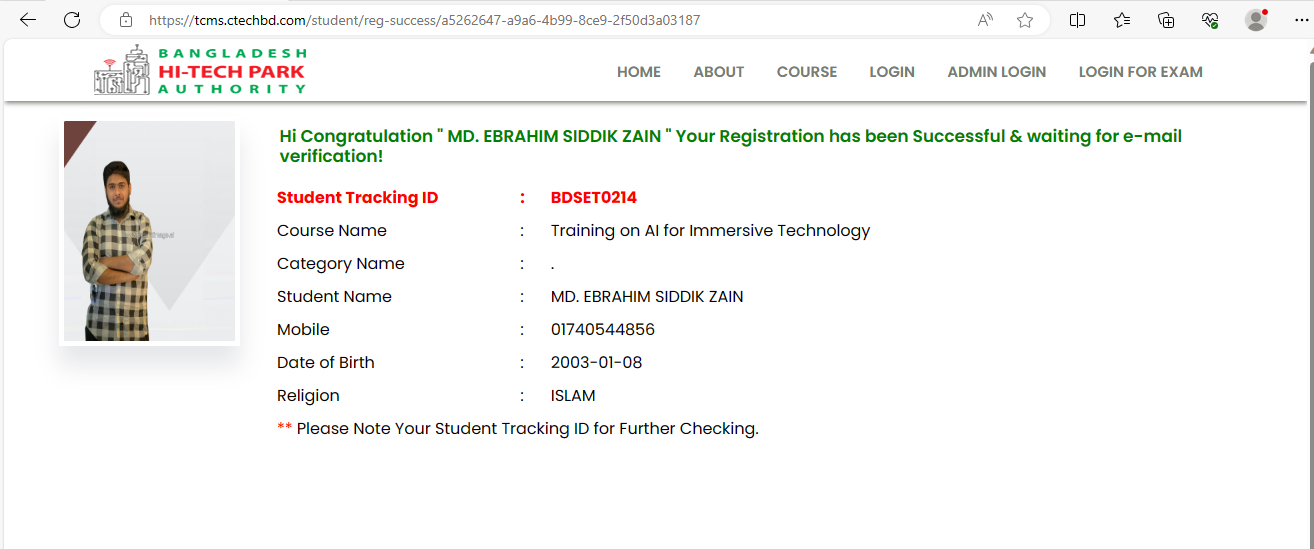 https://tcms.ctechbd.com/student/reg-success/a5262647-a9a6-4b99-8ce9-2f50d3a03187
BANGLADESH
HI-TECH PARK
AUTHORITY
HOME ABOUT COURSE LOGIN ADMIN LOGIN LOGIN FOR EXAM
Hi Congratulation " MD. EBRAHIM SIDDIK ZAIN " Your Registration has been Successful & waiting for e-mail
verification!
Student Tracking ID : BDSET0214
Course Name : Training on AI for Immersive Technology
Category Name : .
Student Name : MD. EBRAHIM SIDDIK ZAIN
Mobile : 01740544856
Date of Birth : 2003-01-08
Religion : ISLAM
** Please Note Your Student Tracking ID for Further Checking.